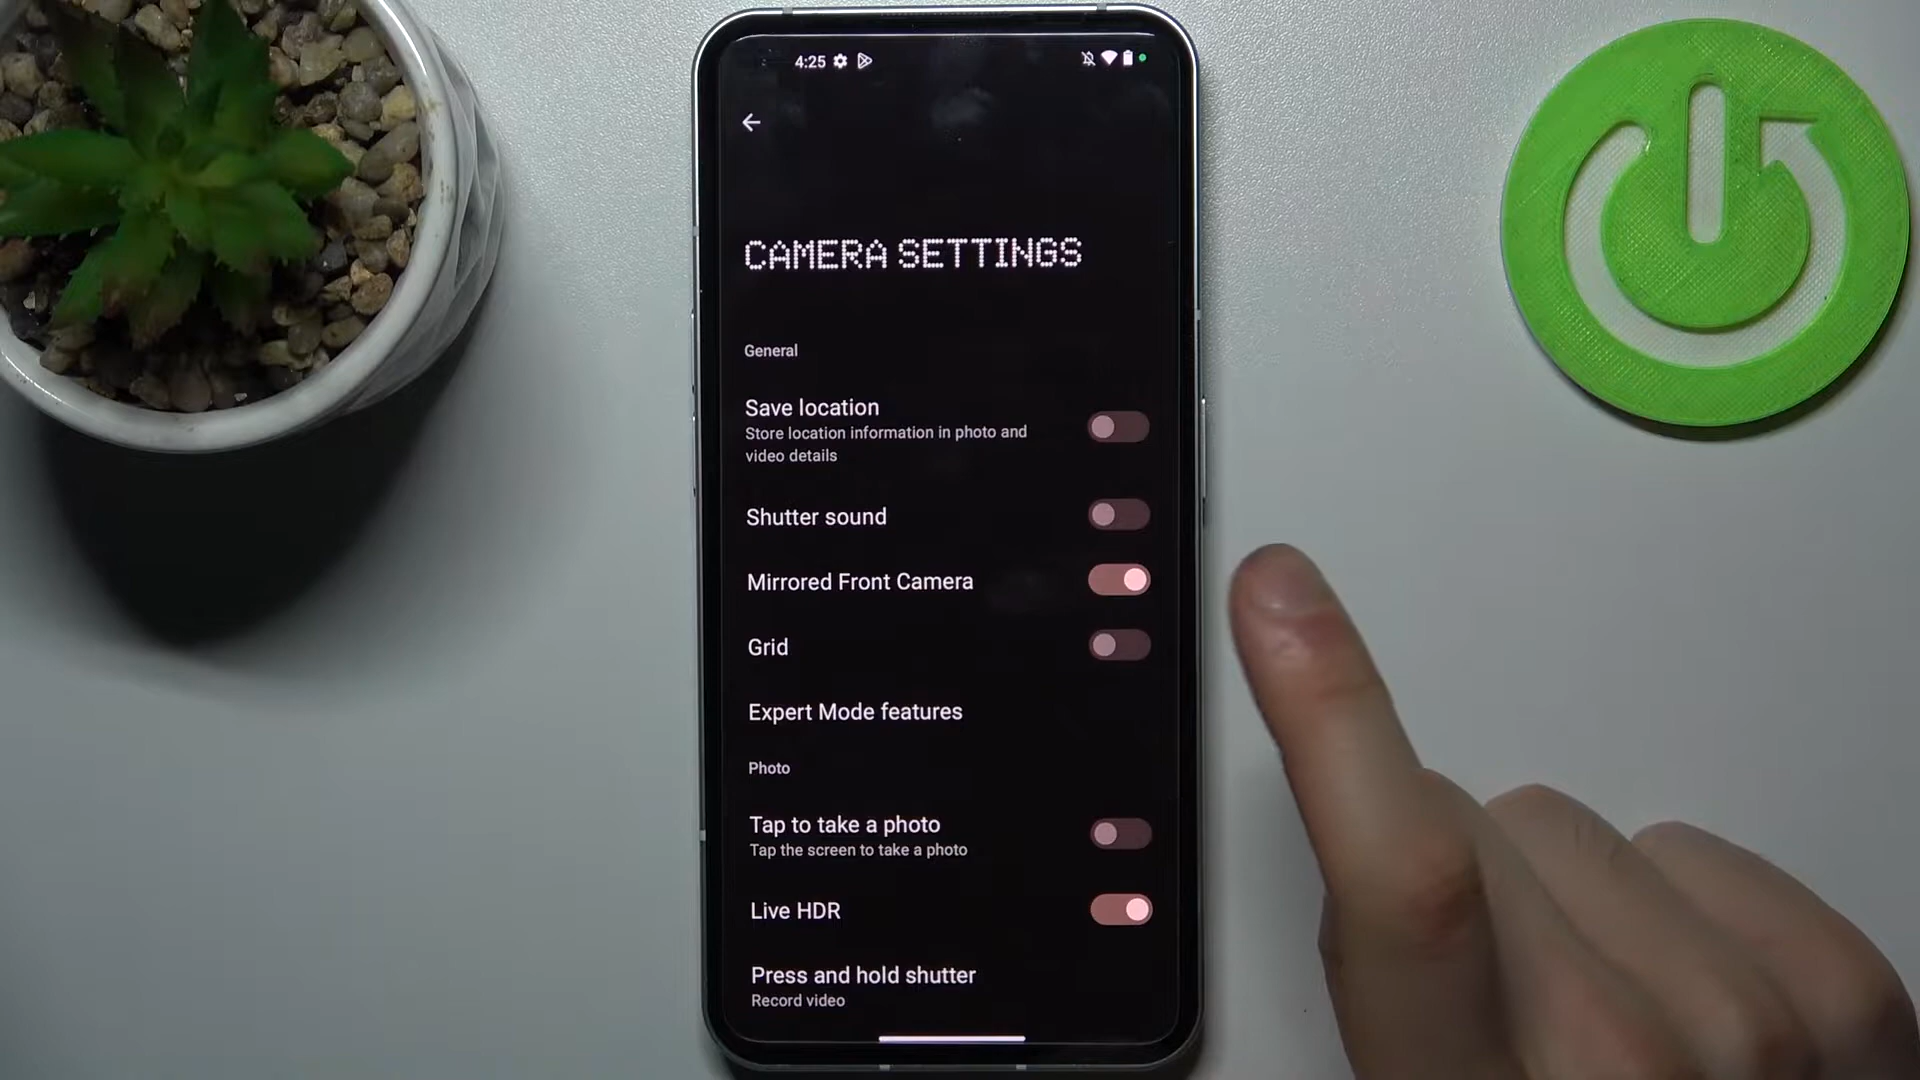 4:25
CAMERA SETTINGS
General
Save location
Store location information in photo and
video details
Shutter sound
Mirrored Front Camera
Grid
Expert Mode features
Photo
Tap to take a photo
Tap the screen to take a photo
Live HDR
Press and hold shutter
Record video